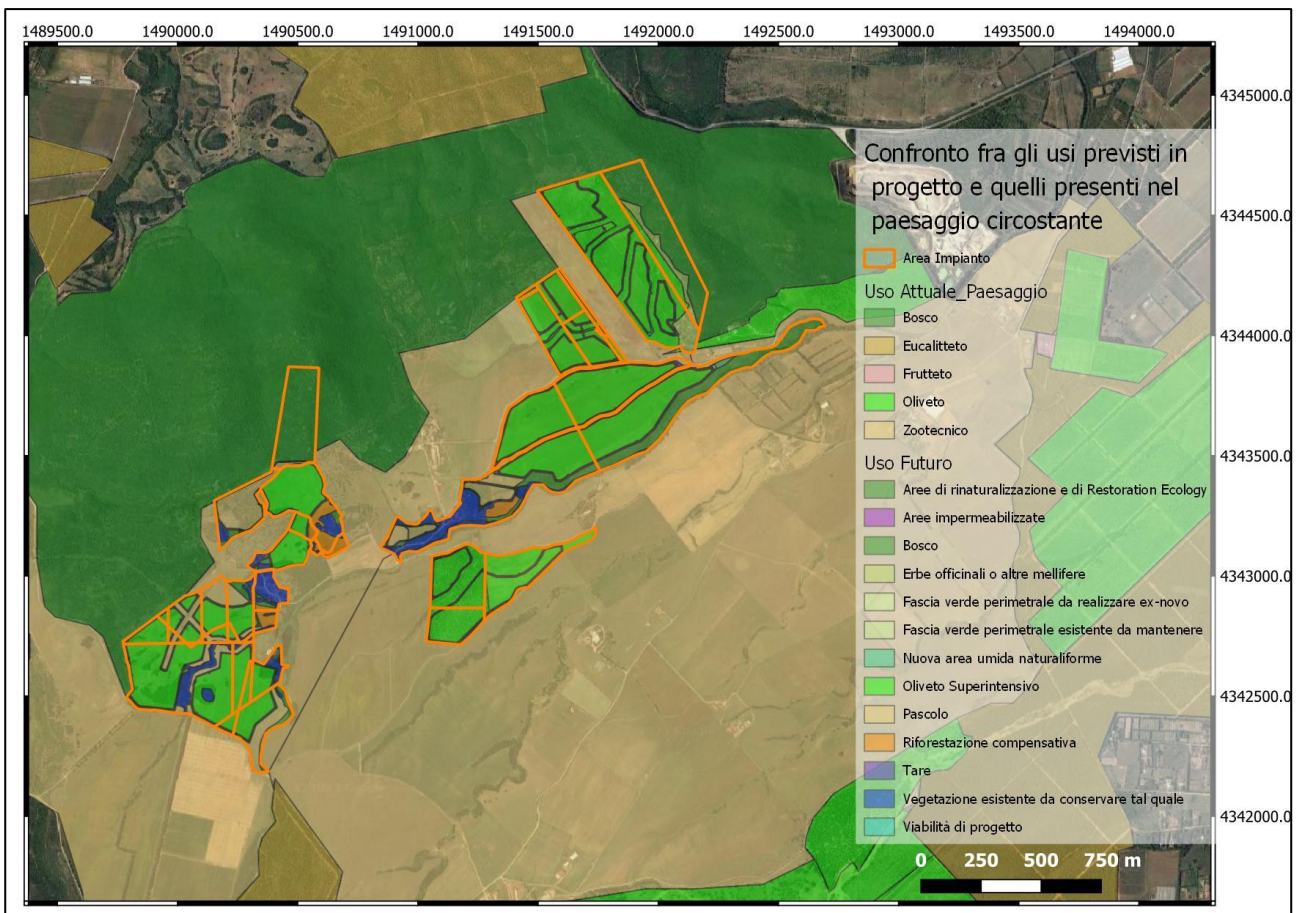 1489500.0 1490000.0 1490500.0 1491000.0 1491500.0 1492000.0 1492500.0 1493000.0 1493500.0 1494000.0
4345000.0
Confronto fra gli usi previsti in
progetto e quelli presenti nel
paesaggio circostante
4344500.0
Area Impianto
Uso Attuale_Paesaggio
Bosco
4344000.0
Eucalitteto
Frutteto
Oliveto
Zootecnico
4343500.0
Uso Futuro
Aree di rinaturalizzazione e di Restoration Ecology
Aree impermeabilizzate
Bosco
4343000.0
Erbe officinali o altre mellifere
Fascia verde perimetrale da realizzare ex-novo
Fascia verde perimetrale esistente da mantenere
Nuova area umida naturaliforme
Oliveto Superintensivo
4342500.0
Pascolo
Riforestazione compensativa
Tare
Vegetazione esistente da conservare tal quale
4342000.0
Viabilità di progetto
0 250 500 750 m